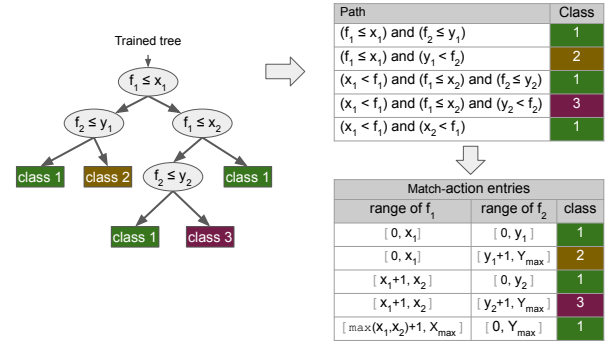 Trained tree
f₁ ≤ x₁
f₂ ≤ y₁
f₁ ≤ x₂
class 1
class 2
f₂ ≤ y₂
class 1
class 1
class 3
Path Class
(f₁ ≤ x₁) and (f₂ ≤ y₁) 1
(f₁ ≤ x₁) and (y₁ < f₂) 2
(x₁ < f₁) and (f₁ ≤ x₂) and (f₂ ≤ y₂) 1
(x₁ < f₁) and (f₁ ≤ x₂) and (y₂ < f₂) 3
(x₁ < f₁) and (x₂ < f₁) 1
Match-action entries
range of f₁ range of f₂ class
[ 0, x₁] [ 0, y₁] 1
[ 0, x₁] [ y₁+1, Yₘₐₓ ] 2
[ x₁+1, x₂] [ 0, y₂] 1
[ x₁+1, x₂] [ y₂+1, Yₘₐₓ] 3
[ max(x₁,x₂)+1, Xₘₐₓ ] [ 0, Yₘₐₓ] 1